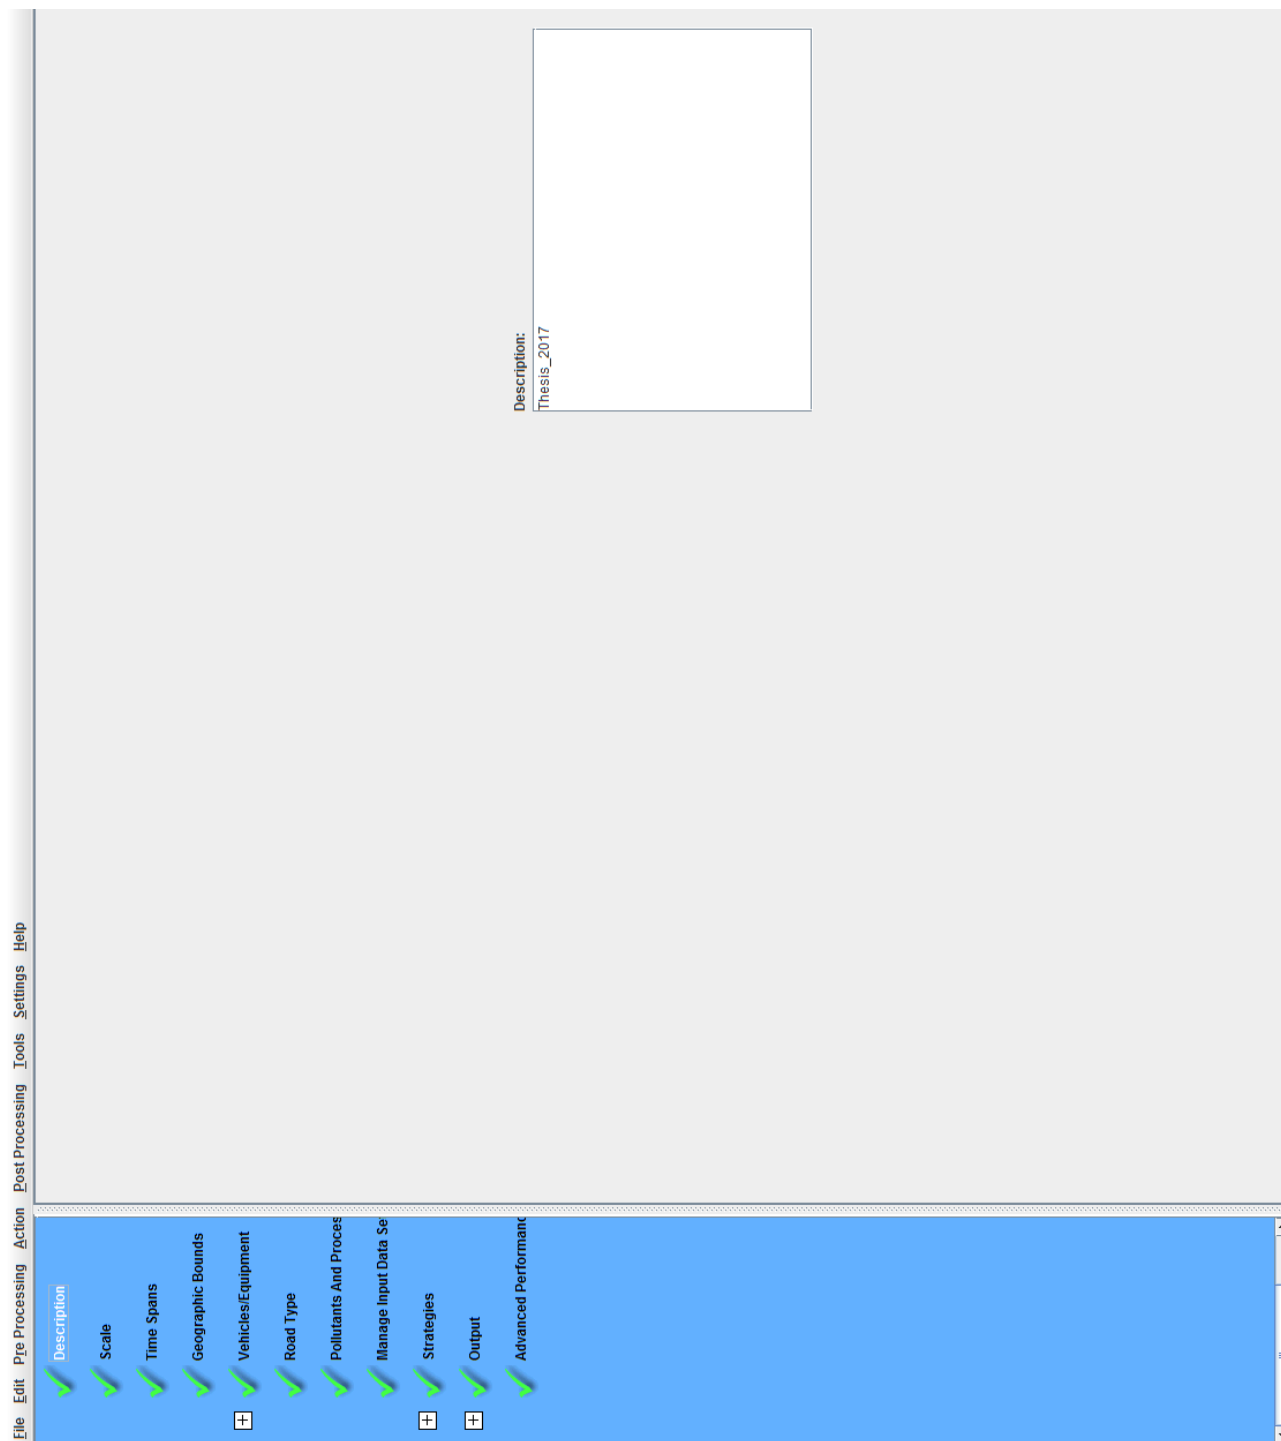 File Edit Pre Processing Action Post Processing Tools Settings Help
Description
Scale
Time Spans
Geographic Bounds
Vehicles/Equipment
Road Type
Pollutants And Proces
Manage Input Data Se
Strategies
Output
Advanced Performanc
Description:
Thesis_2017